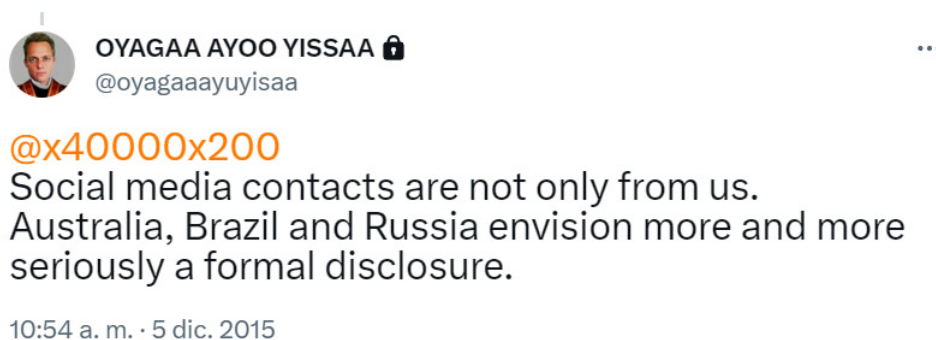 OYAGAA AYOO YISSAA
@oyagaaayuyisaa
@x40000x200
Social media contacts are not only from us.
Australia, Brazil and Russia envision more and more
seriously a formal disclosure.
10:54 a. m. · 5 dic. 2015